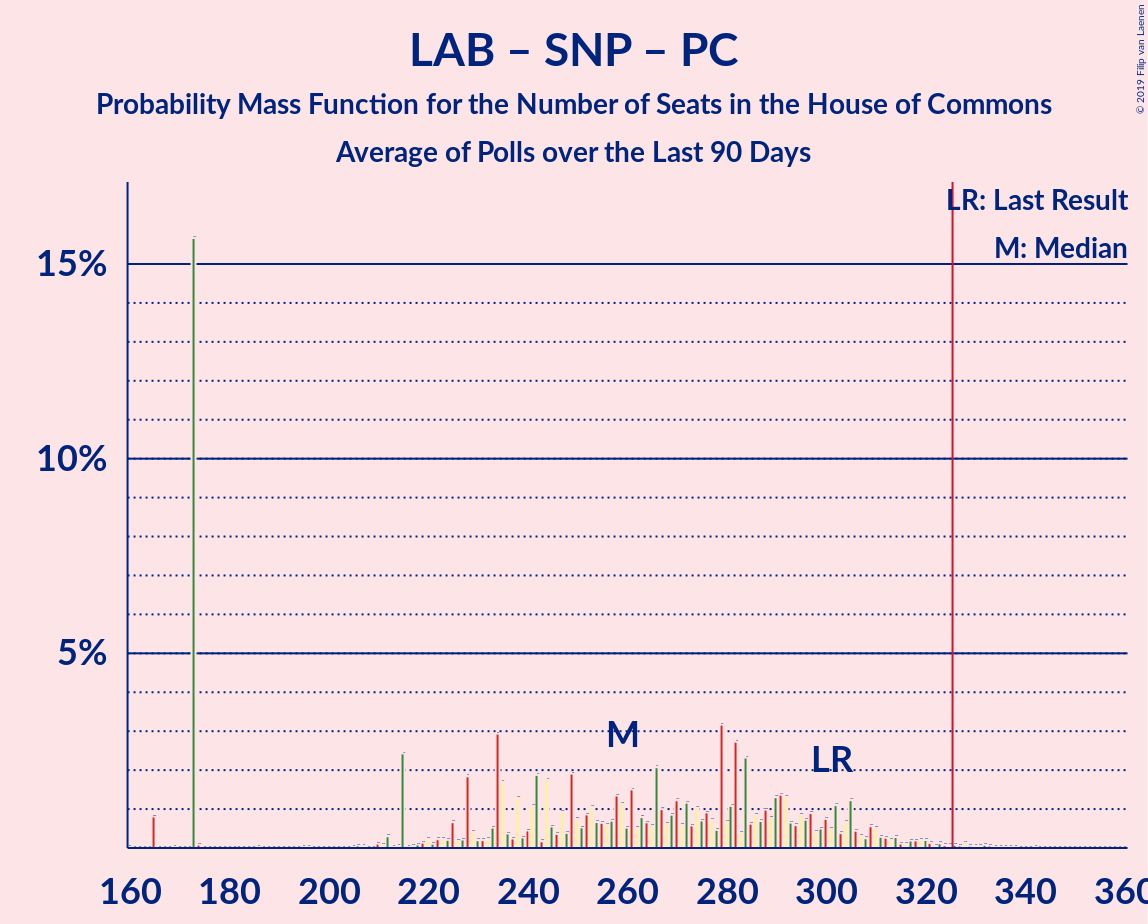 LAB – SNP – PC
Probability Mass Function for the Number of Seats in the House of Commons
Average of Polls over the Last 90 Days
© 2019 Filip van Laenen
LR: Last Result
M: Median
15%
10%
5%
M
LR
160 180 200 220 240 260 280 300 320 340 360